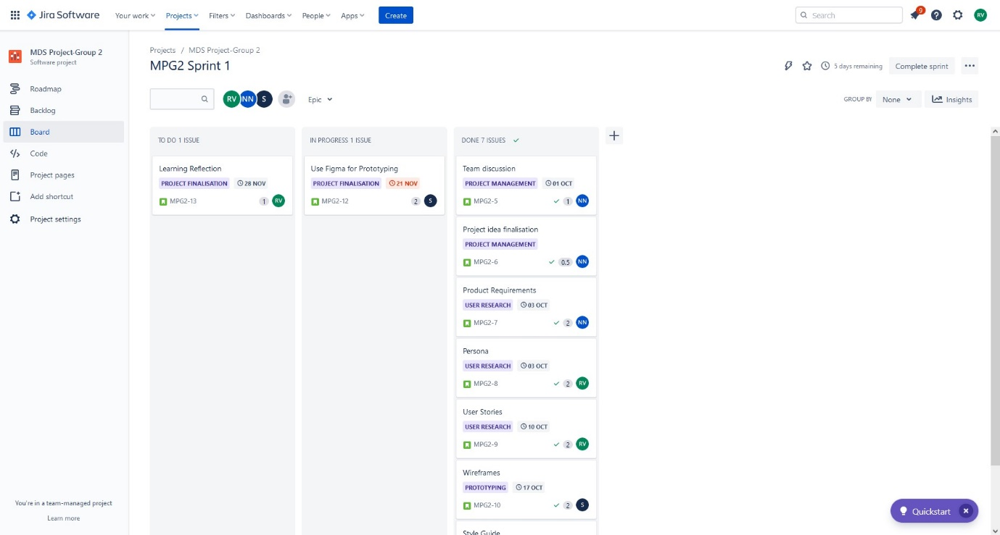 Jira Software Your work Projects Filters Dashboards People Apps Create Search 9 RV
MDS Project-Group 2
Software project
Roadmap
Backlog
Board
Code
Project pages
Add shortcut
Project settings
You're in a team-managed project
Learn more
Projects / MDS Project-Group 2
MPG2 Sprint 1
5 days remaining Complete sprint
RV NN S Epic
GROUP BY None Insights
TO DO 1 ISSUE
Learning Reflection
PROJECT FINALISATION 28 NOV
MPG2-13 1 RV
IN PROGRESS 1 ISSUE
Use Figma for Prototyping
PROJECT FINALISATION 21 NOV
MPG2-12 2 S
DONE 7 ISSUES
Team discussion
PROJECT MANAGEMENT 01 OCT
MPG2-5 1 NN
Project idea finalisation
PROJECT MANAGEMENT
MPG2-6 0.5 NN
Product Requirements
USER RESEARCH 03 OCT
MPG2-7 2 NN
Persona
USER RESEARCH 03 OCT
MPG2-8 2 RV
User Stories
USER RESEARCH 10 OCT
MPG2-9 2 RV
Wireframes
PROTOTYPING 17 OCT
MPG2-10 2 S
Style Guide
Quickstart